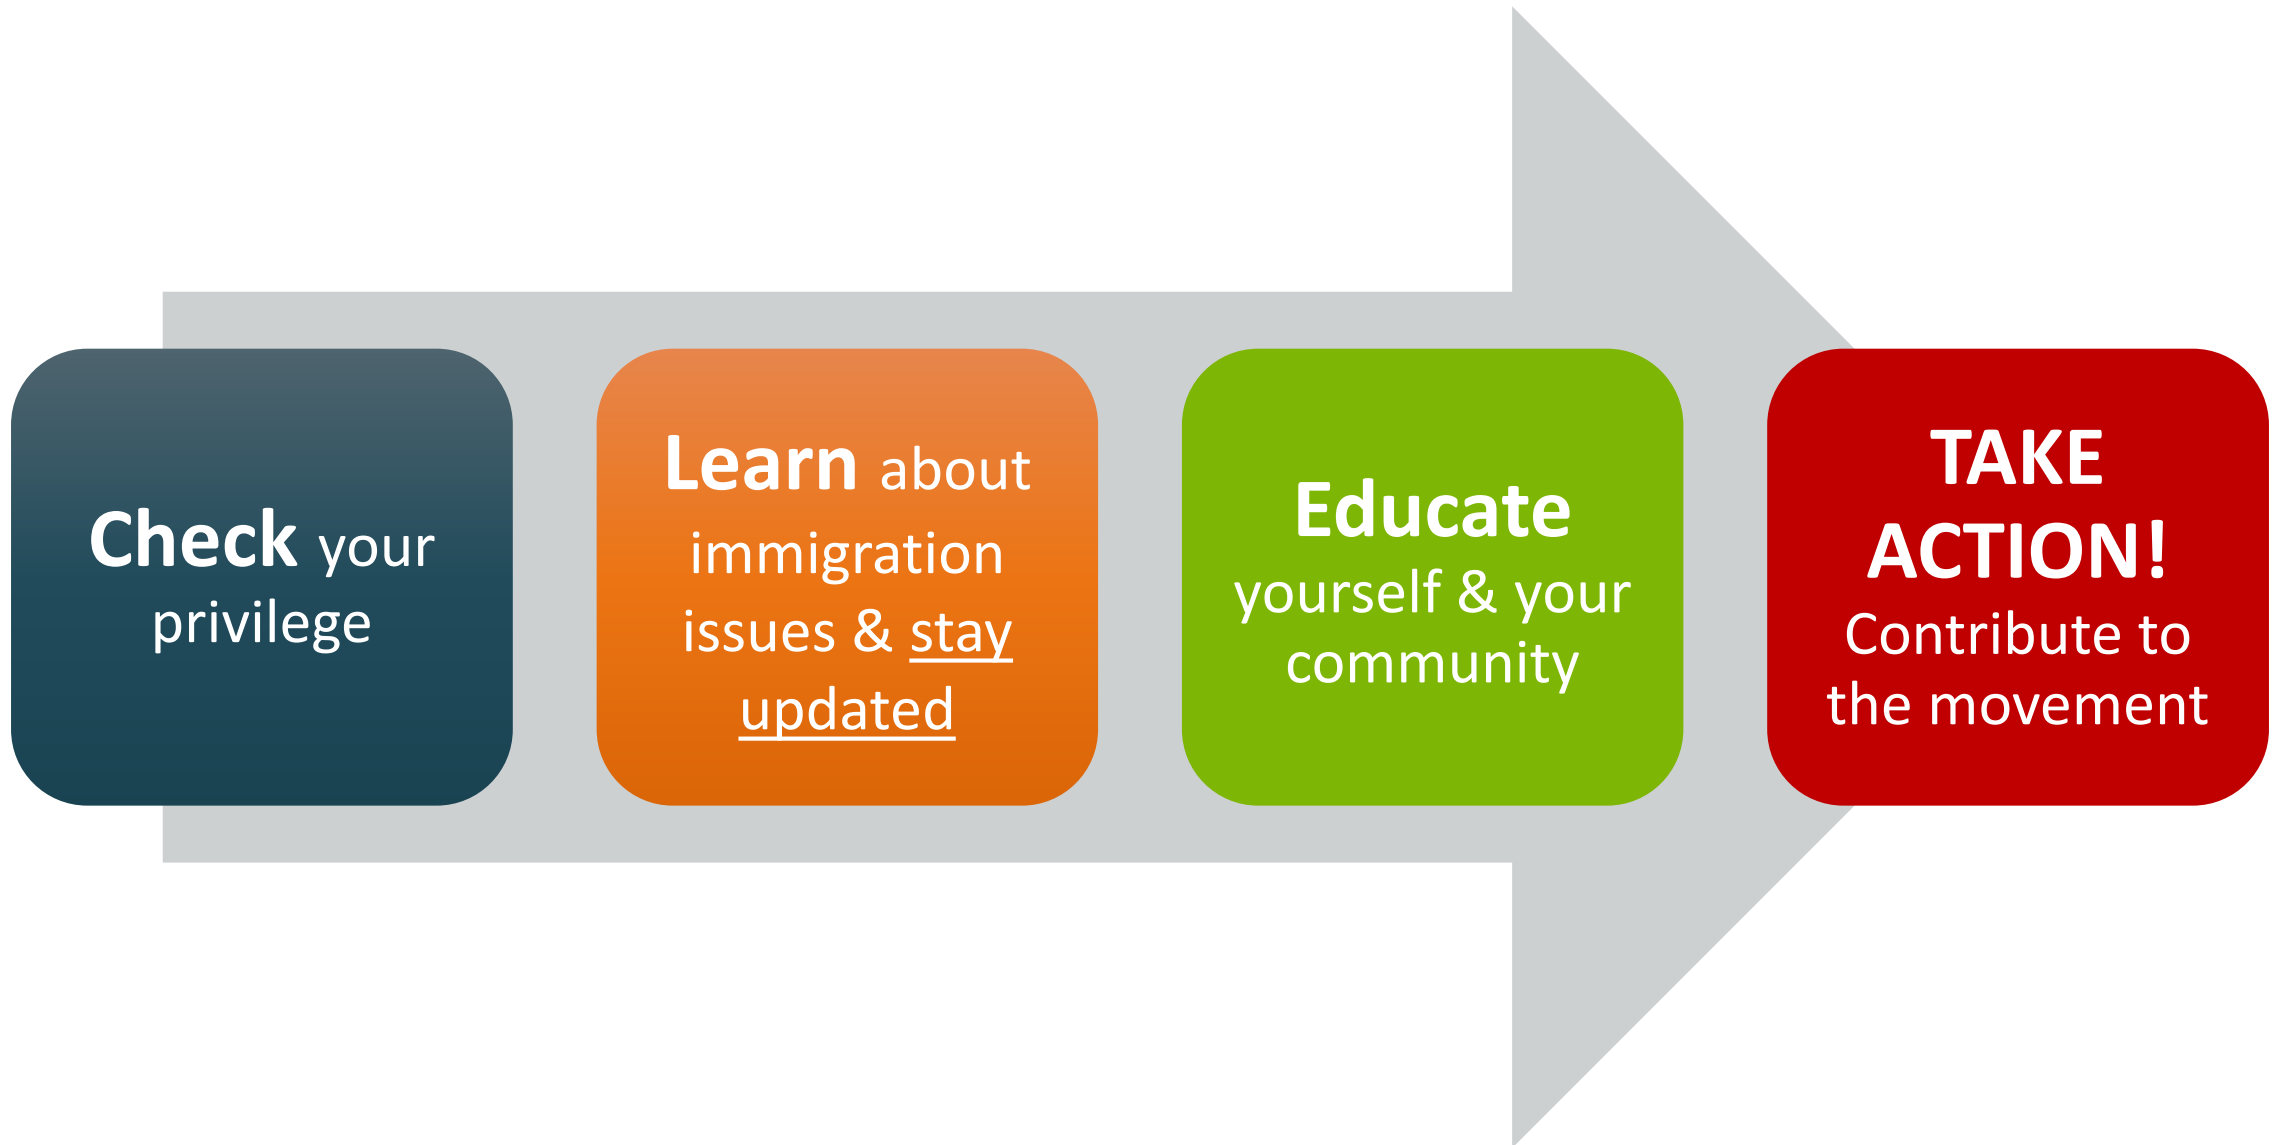 Check your
privilege
Learn about
immigration
issues & stay
updated
Educate
yourself & your
community
TAKE
ACTION!
Contribute to
the movement